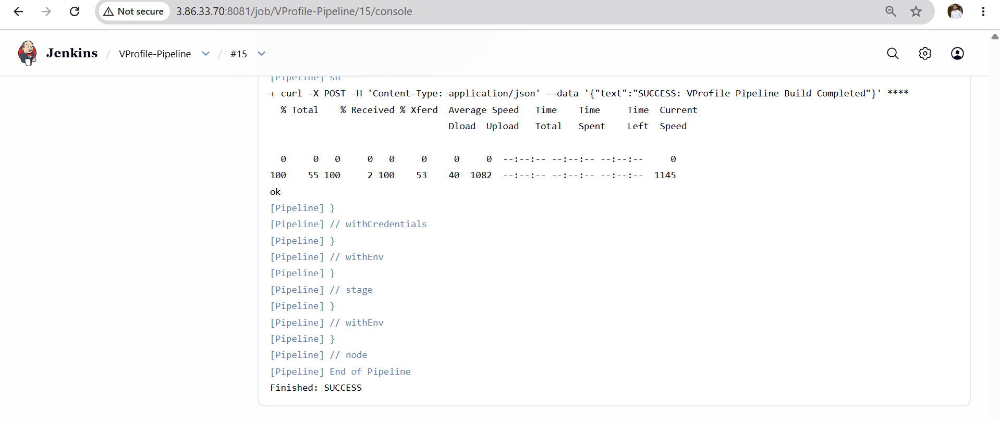 Not secure 3.86.33.70:8081/job/VProfile-Pipeline/15/console
Jenkins / VProfile-Pipeline / #15
[Pipeline] sh
+ curl -X POST -H 'Content-Type: application/json' --data '{"text":"SUCCESS: VProfile Pipeline Build Completed"}' ****
% Total % Received % Xferd Average Speed Time Time Time Current
Dload Upload Total Spent Left Speed
0 0 0 0 0 0 0 0 --:--:-- --:--:-- --:--:-- 0
100 55 100 2 100 53 40 1082 --:--:-- --:--:-- --:--:-- 1145
ok
[Pipeline] }
[Pipeline] // withCredentials
[Pipeline] }
[Pipeline] // withEnv
[Pipeline] }
[Pipeline] // stage
[Pipeline] }
[Pipeline] // withEnv
[Pipeline] }
[Pipeline] // node
[Pipeline] End of Pipeline
Finished: SUCCESS